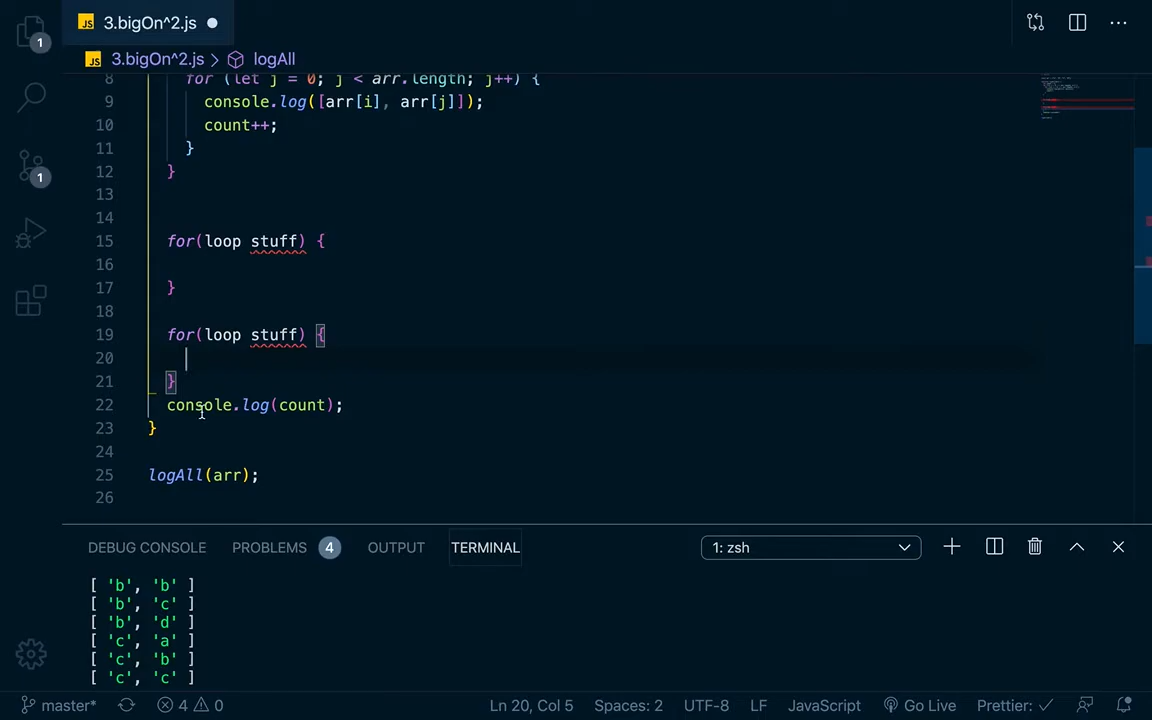 1
JS 3.bigOn^2.js
JS 3.bigOn^2.js > logAll
8 for (let j = 0; j < arr.length; j++) {
9 console.log([arr[i], arr[j]]);
10 count++;
1
11 }
12 }
13
14
15 for(loop stuff) {
16
17 }
18
19 for(loop stuff) {
20
21 }
22 console.log(count);
23 }
24
25 logAll(arr);
26
DEBUG CONSOLE PROBLEMS 4 OUTPUT TERMINAL 1: zsh
[ 'b', 'b' ]
[ 'b', 'c' ]
[ 'b', 'd' ]
[ 'c', 'a' ]
[ 'c', 'b' ]
[ 'c', 'c' ]
master* 4 0 Ln 20, Col 5 Spaces: 2 UTF-8 LF JavaScript Go Live Prettier: ✓